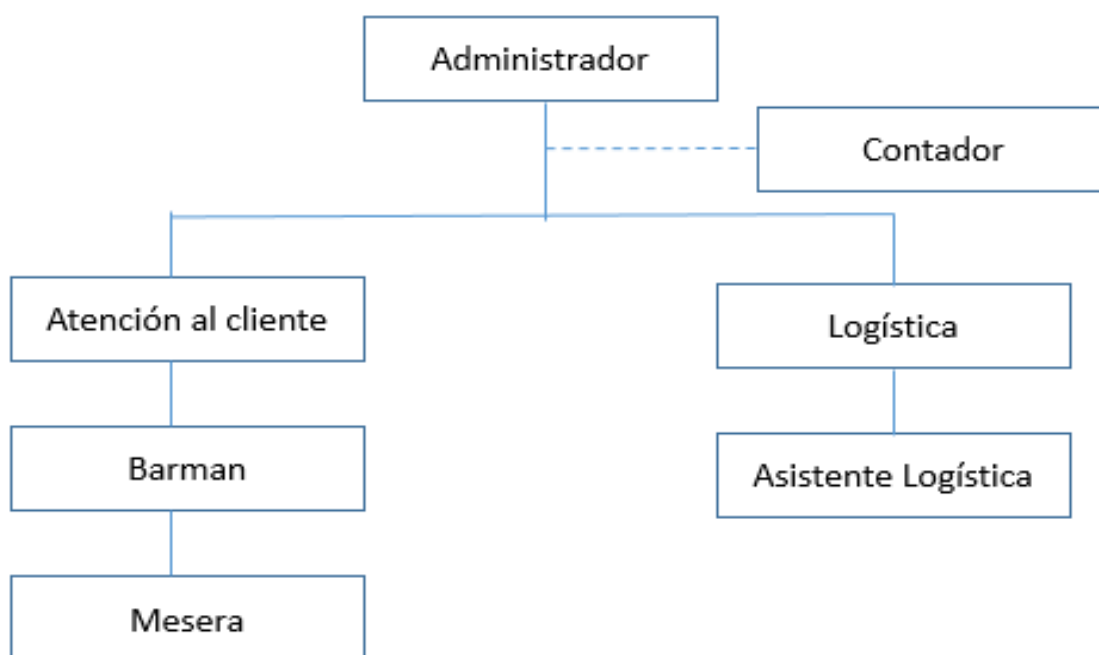 Administrador
Contador
Atención al cliente
Logística
Barman
Asistente Logística
Mesera